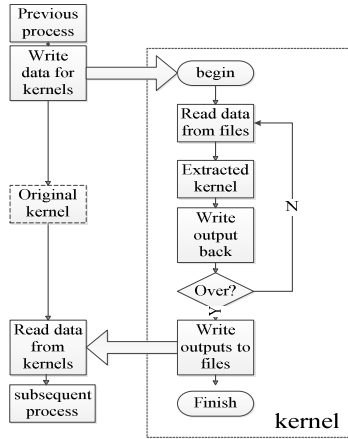 Previous
process
Write
data for
kernels
Original
kernel
Read data
from
kernels
subsequent
process
begin
Read data
from files
Extracted
kernel
Write
output
back
Over?
N
Y
Write
outputs to
files
Finish
kernel